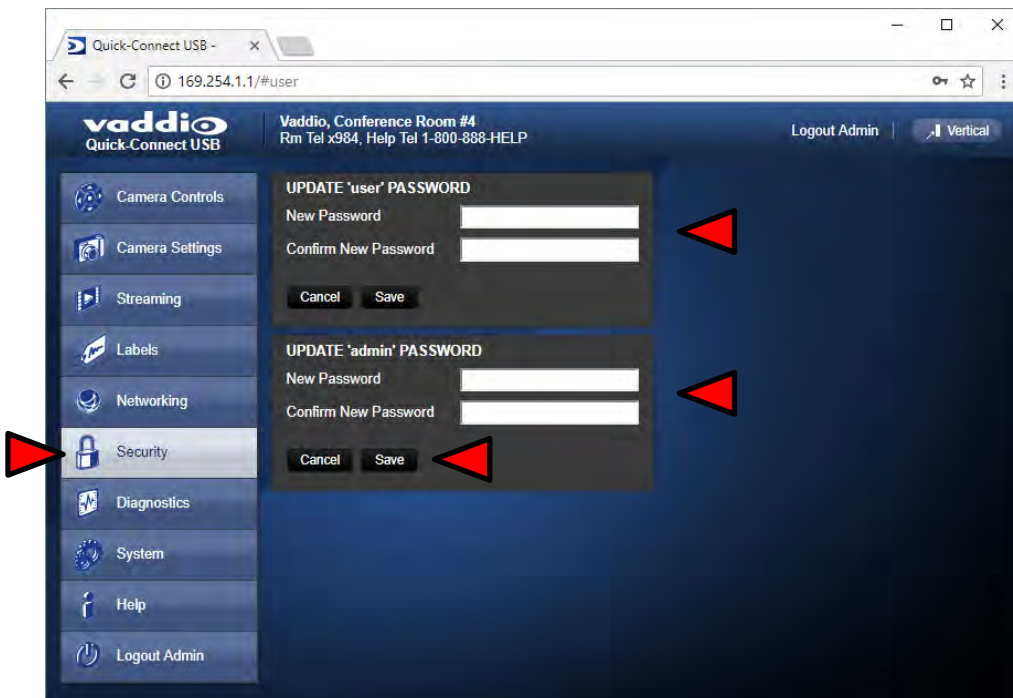 Quick-Connect USB -
169.254.1.1/#user
vaddio
Quick-Connect USB
Vaddio, Conference Room #4
Rm Tel x984, Help Tel 1-800-888-HELP
Logout Admin
Vertical
Camera Controls
Camera Settings
Streaming
Labels
Networking
Security
Diagnostics
System
Help
Logout Admin
UPDATE 'user' PASSWORD
New Password
Confirm New Password
Cancel Save
UPDATE 'admin' PASSWORD
New Password
Confirm New Password
Cancel Save